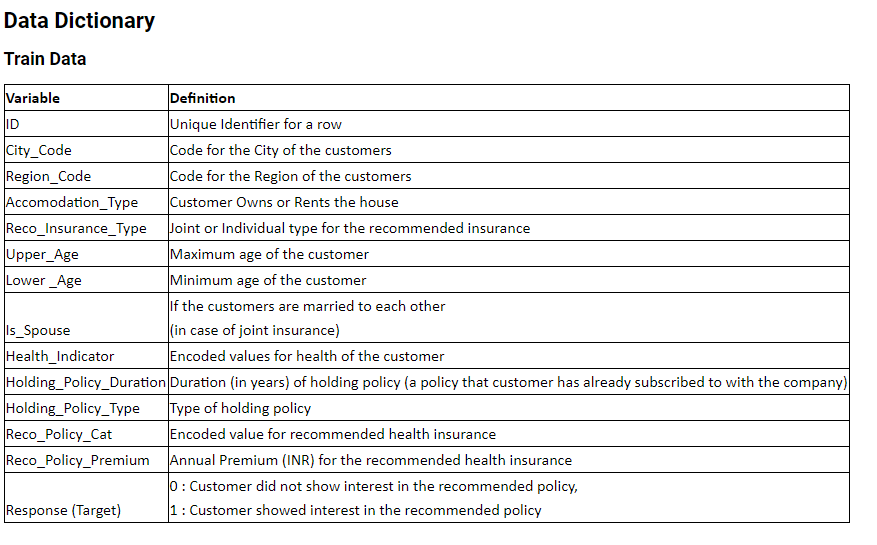 Data Dictionary
Train Data
Variable Definition
ID Unique Identifier for a row
City_Code Code for the City of the customers
Region_Code Code for the Region of the customers
Accomodation_Type Customer Owns or Rents the house
Reco_Insurance_Type Joint or Individual type for the recommended insurance
Upper_Age Maximum age of the customer
Lower _Age Minimum age of the customer
If the customers are married to each other
Is_Spouse (in case of joint insurance)
Health_Indicator Encoded values for health of the customer
Holding_Policy_Duration Duration (in years) of holding policy (a policy that customer has already subscribed to with the company)
Holding_Policy_Type Type of holding policy
Reco_Policy_Cat Encoded value for recommended health insurance
Reco_Policy_Premium Annual Premium (INR) for the recommended health insurance
0 : Customer did not show interest in the recommended policy,
Response (Target) 1 : Customer showed interest in the recommended policy